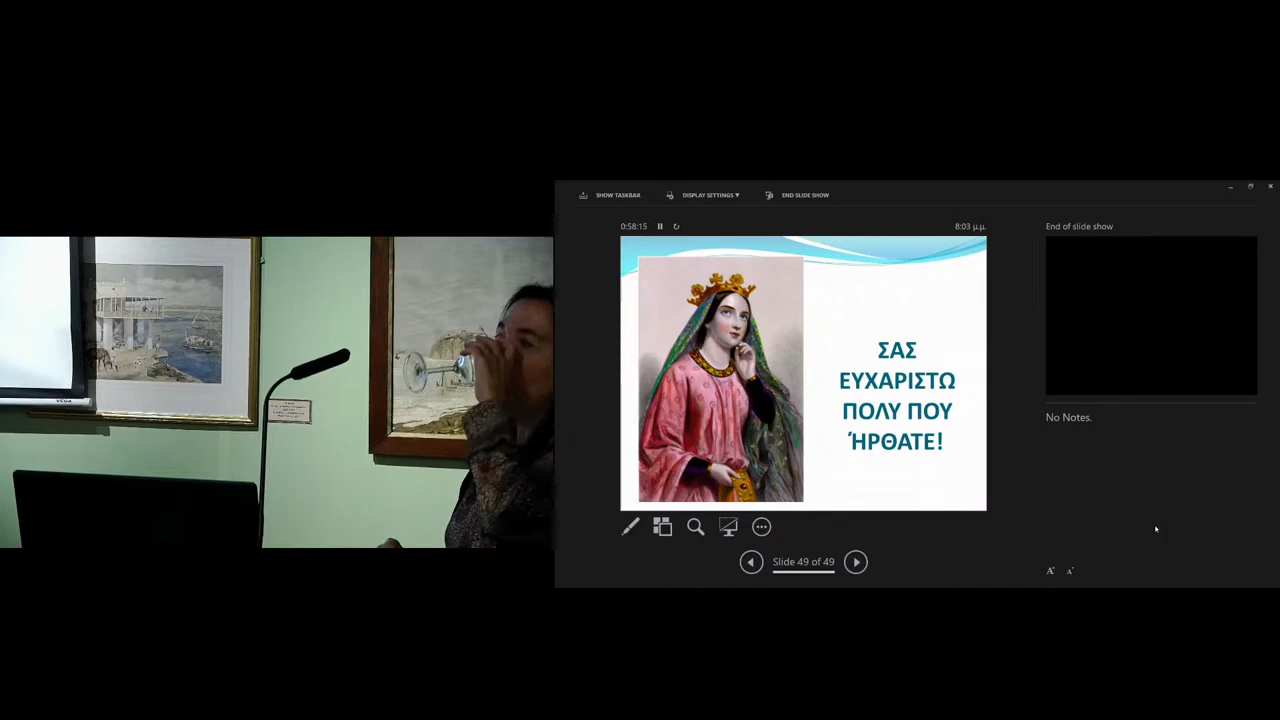 SHOW TASKBAR
DISPLAY SETTINGS ▾
END SLIDE SHOW
0:58:15
8:03 μ.μ.
End of slide show
ΣΑΣ
ΕΥΧΑΡΙΣΤΩ
ΠΟΛΥ ΠΟΥ
ΉΡΘΑΤΕ!
No Notes.
Slide 49 of 49
VEGA